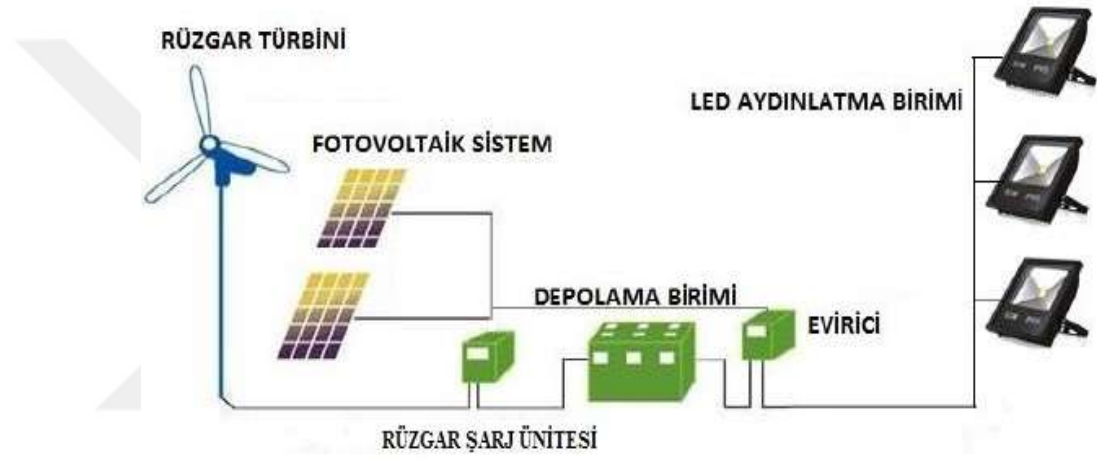 RÜZGAR TÜRBİNİ
LED AYDINLATMA BİRİMİ
FOTOVOLTAİK SİSTEM
DEPOLAMA BİRİMİ
EVİRİCİ
RÜZGAR ŞARJ ÜNİTESİ